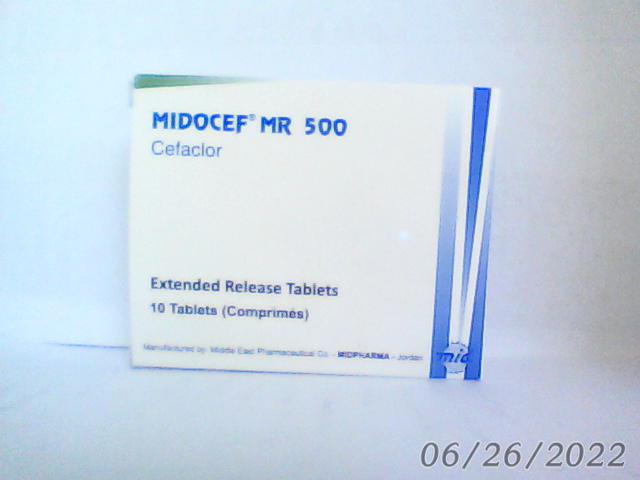 MIDOCEF® MR 500
Cefaclor
Extended Release Tablets
10 Tablets (Comprimés)
Manufactured by: Middle East Pharmaceutical Co - MIDPHARMA - Jordan
mid
06/26/2022